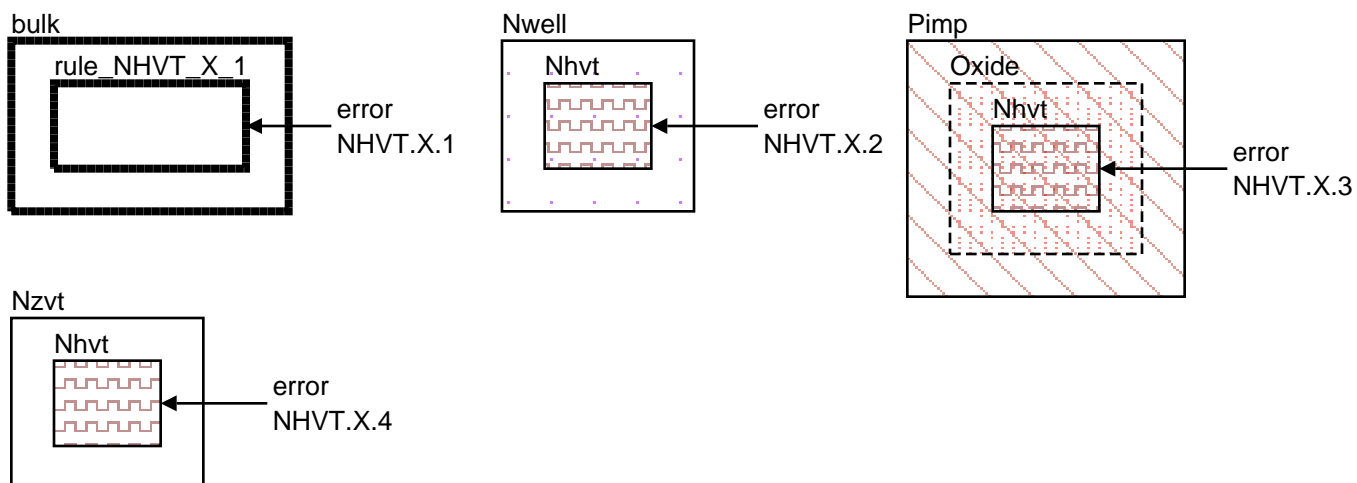 bulk
rule_NHVT_X_1
error
NHVT.X.1
Nwell
Nhvt
error
NHVT.X.2
Pimp
Oxide
Nhvt
error
NHVT.X.3
Nzvt
Nhvt
error
NHVT.X.4